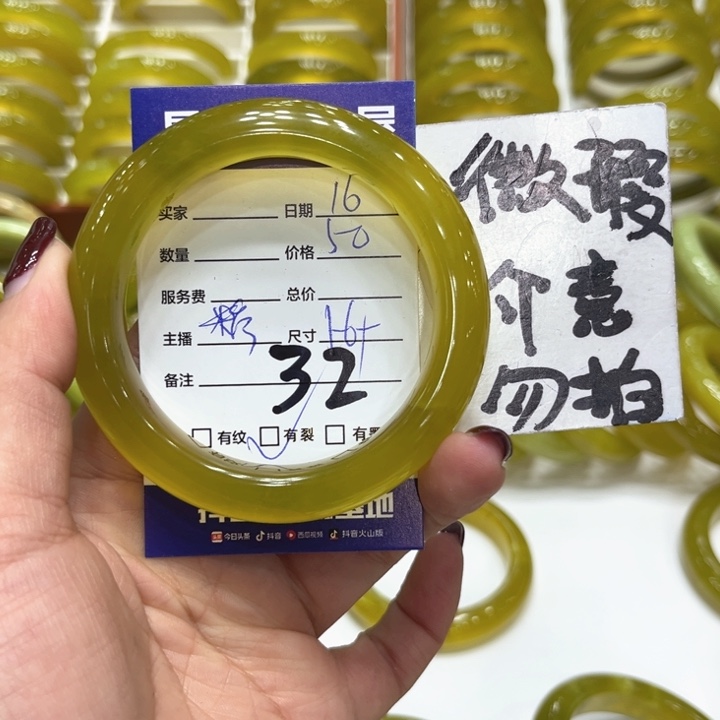 买家 日期 16
数量 价格 50
服务费 总价
主播 尺寸
备注 32
有纹 有裂 有
今日头条 抖音 西瓜视频 抖音火山版
微瑕
介意
勿拍